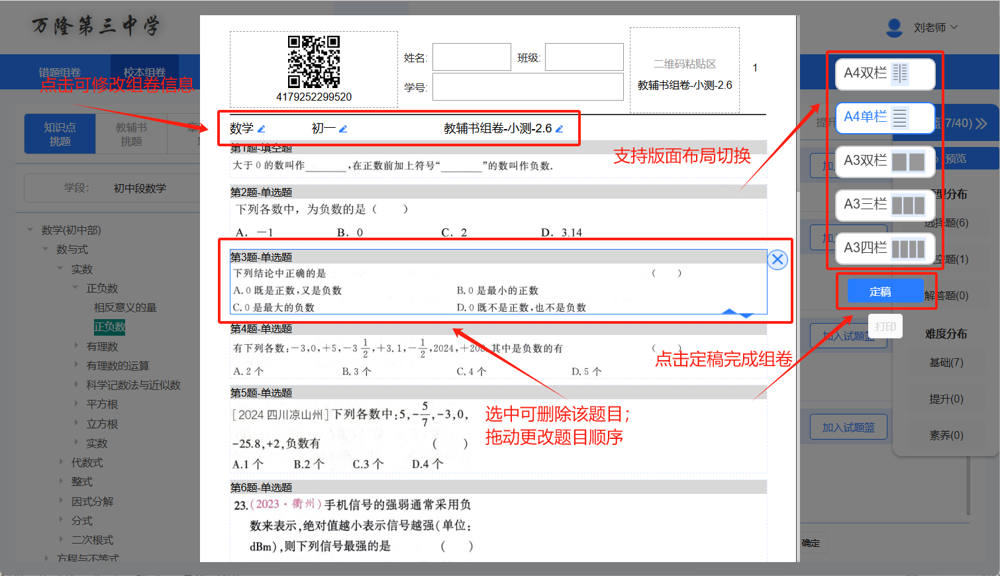 万隆第三中学
刘老师
错题组卷
校本组卷
点击可修改组卷信息
知识点
挑题
教辅书
挑题
章
学段：
初中段数学
数学(初中部)
数与式
实数
正负数
相反意义的量
正负数
有理数
有理数的运算
科学记数法与近似数
平方根
立方根
实数
代数式
整式
因式分解
分式
二次根式
方程与不等式
4179252299520
姓名:
班级:
学号:
二维码粘贴区
教辅书组卷-小测-2.6
1
数学
初一
教辅书组卷-小测-2.6
第1题-填空题
大于 0 的数叫作________,在正数前加上符号“________”的数叫作负数.
第2题-单选题
下列各数中，为负数的是（　　）
A. －1　B. 0　C. 2　D. 3.14
第3题-单选题
下列结论中正确的是　（　　）
A. 0 既是正数,又是负数　B. 0 是最小的正数
C. 0 是最大的负数　D. 0 既不是正数,也不是负数
第4题-单选题
有下列各数:－3,0,＋5,－3 1/2,＋3.1,－1/2,2024,＋20 其中是负数的有　（　　）
A. 2 个　B. 3 个　C. 4 个　D. 5 个
第5题-单选题
[2024 四川凉山州]下列各数中:5,-5/7,-3,0,
-25.8,+2,负数有　（　　）
A.1 个　B.2 个　C.3 个　D.4 个
第6题-单选题
23.(2023·衢州)手机信号的强弱通常采用负
数来表示,绝对值越小表示信号越强(单位:
dBm),则下列信号最强的是　（　　）
支持版面布局切换
选中可删除该题目；
拖动更改题目顺序
点击定稿完成组卷
A4双栏
A4单栏
A3双栏
A3三栏
A3四栏
定稿
打印
提升
篮(7/40)
预览
型分布
选择题(6)
空题(1)
解答题(0)
难度分布
基础(7)
提升(0)
素养(0)
加入
加入
加入试题篮
加入试题篮
确定